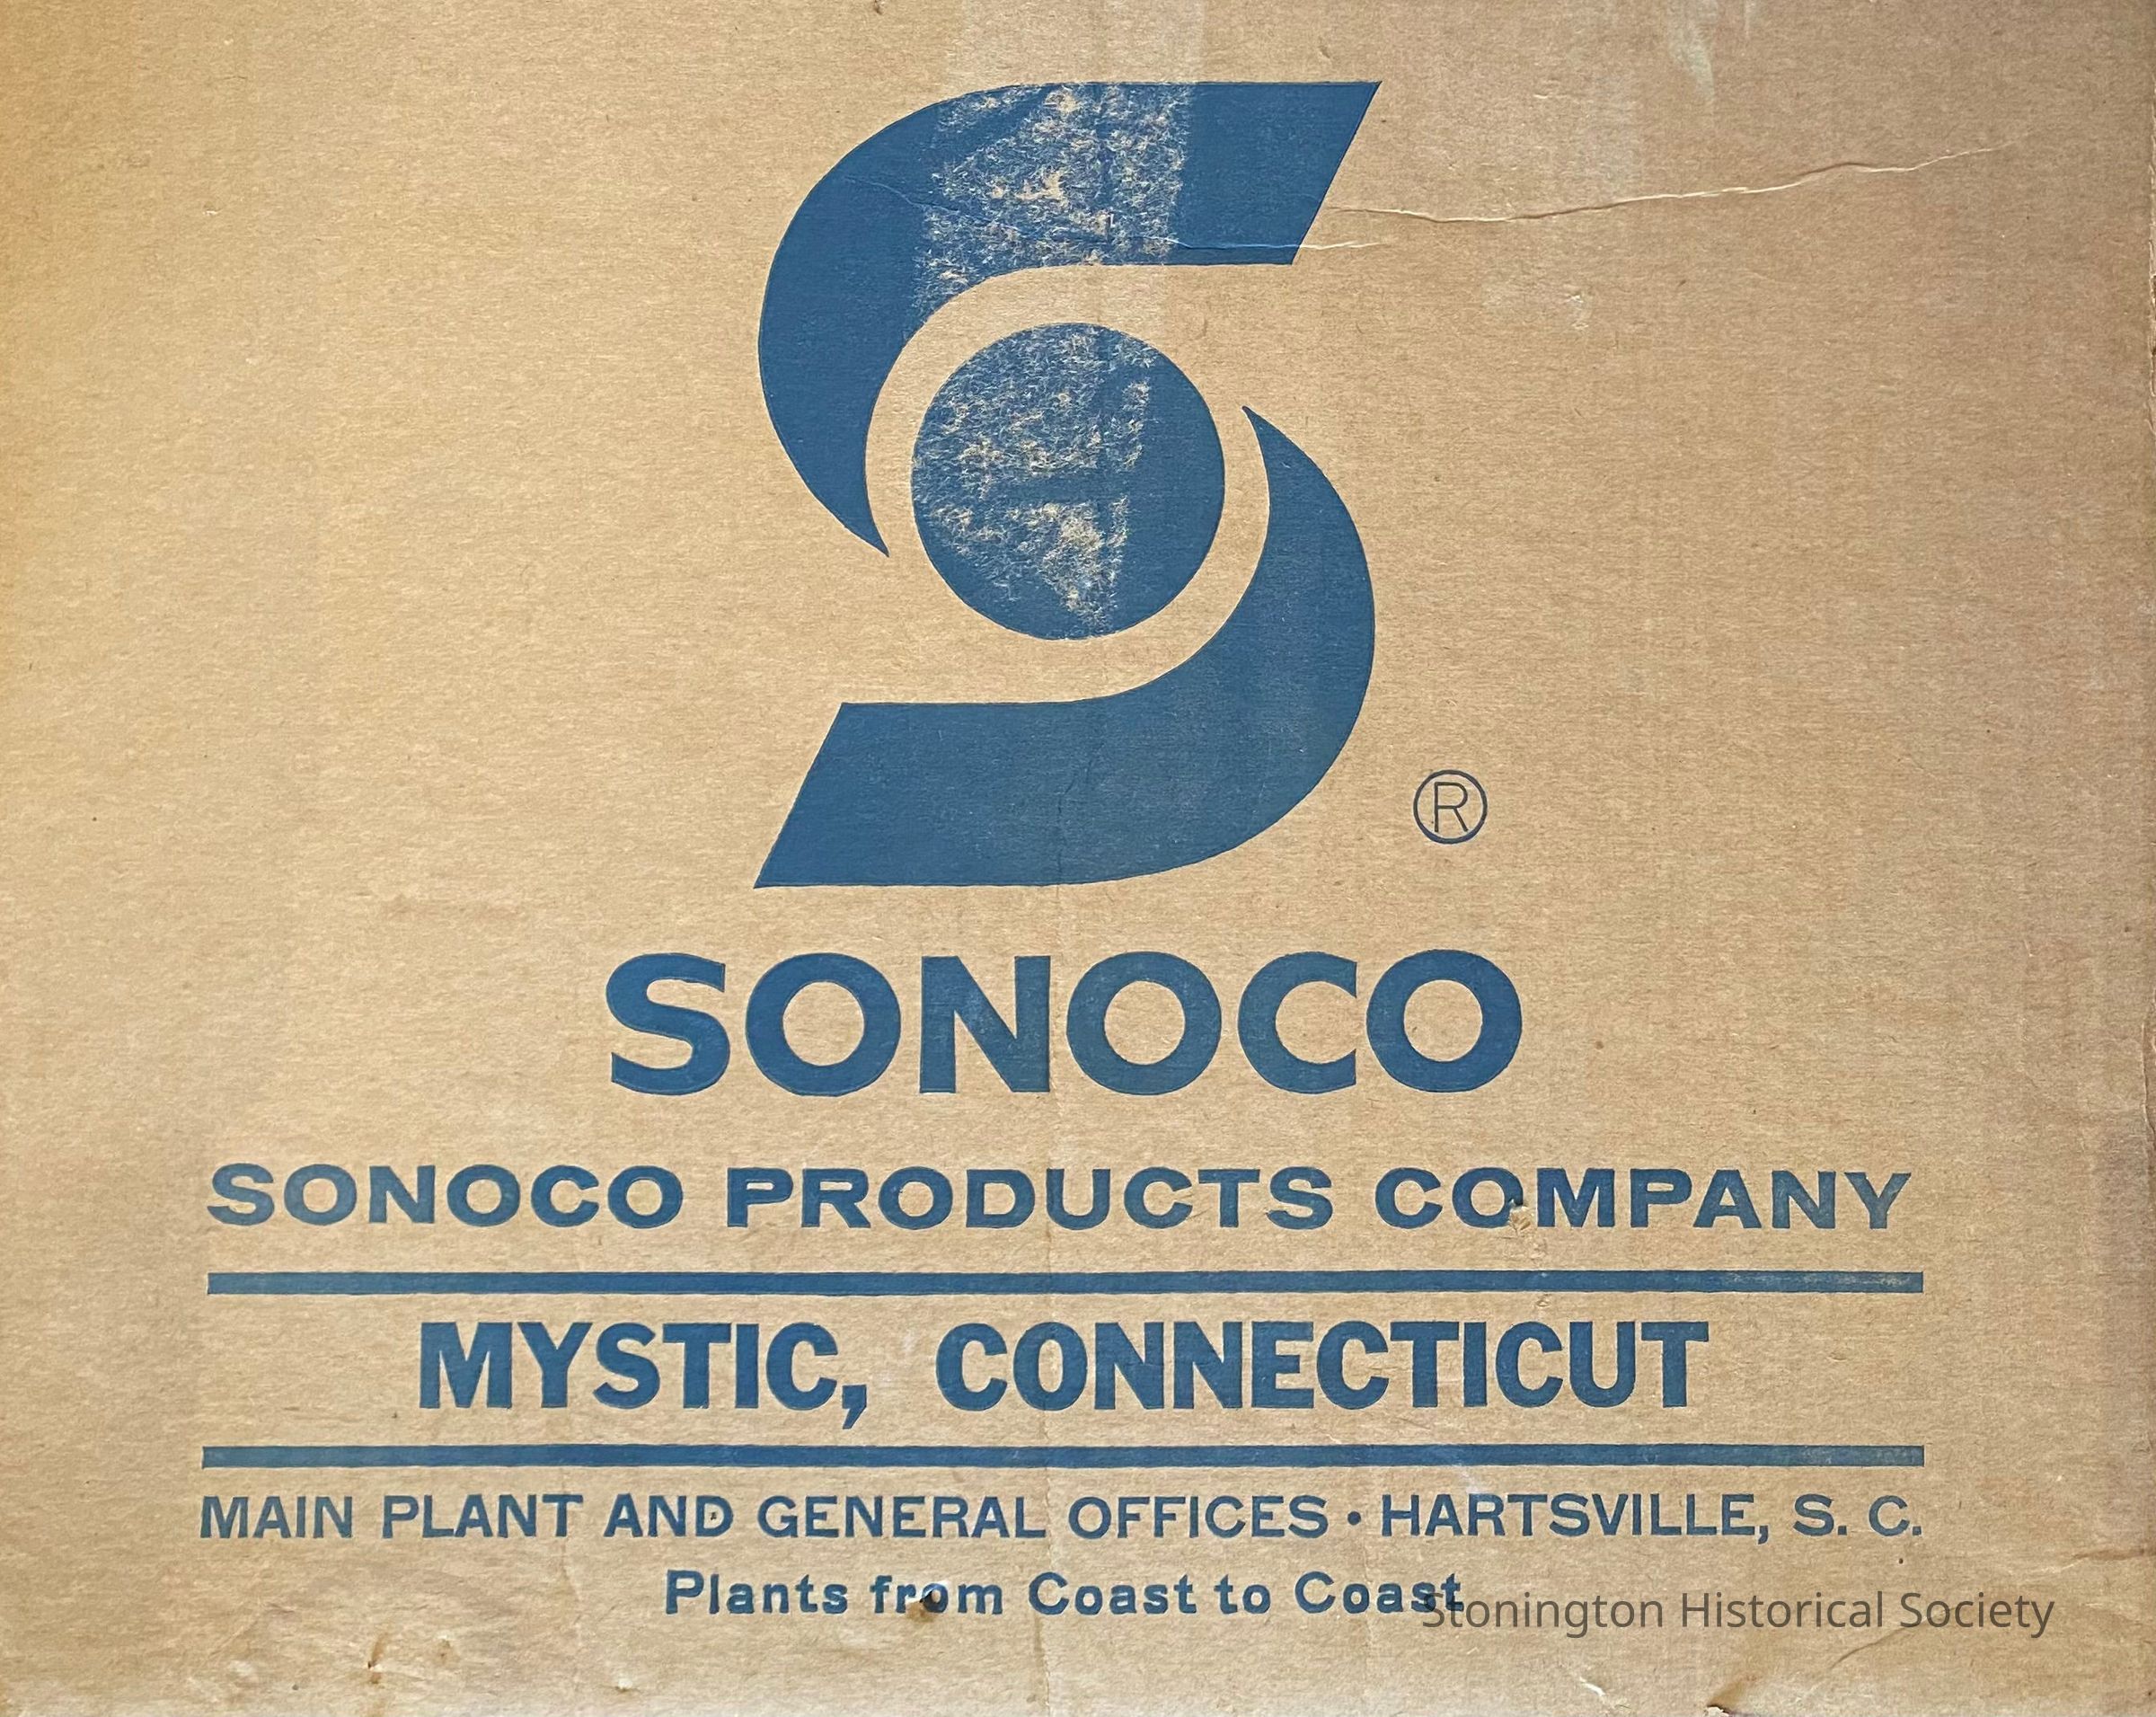 ®
SONOCO
SONOCO PRODUCTS COMPANY
MYSTIC, CONNECTICUT
MAIN PLANT AND GENERAL OFFICES • HARTSVILLE, S. C.
Plants from Coast to Coast
Stonington Historical Society